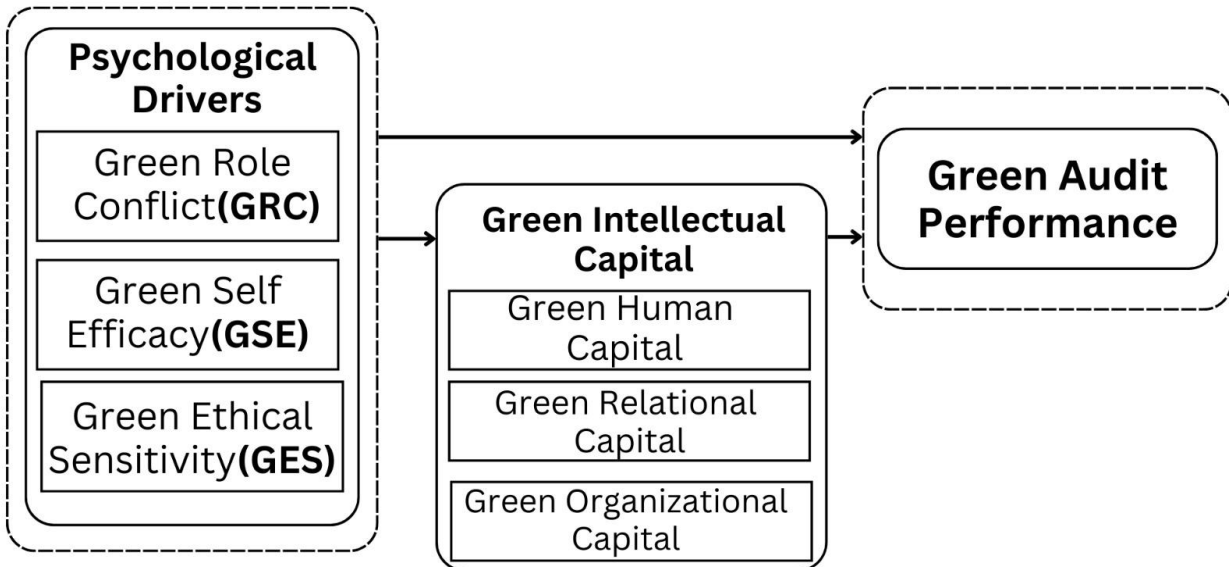 Psychological
Drivers
Green Role
Conflict(GRC)
Green Self
Efficacy(GSE)
Green Ethical
Sensitivity(GES)
Green Intellectual
Capital
Green Human
Capital
Green Relational
Capital
Green Organizational
Capital
Green Audit
Performance